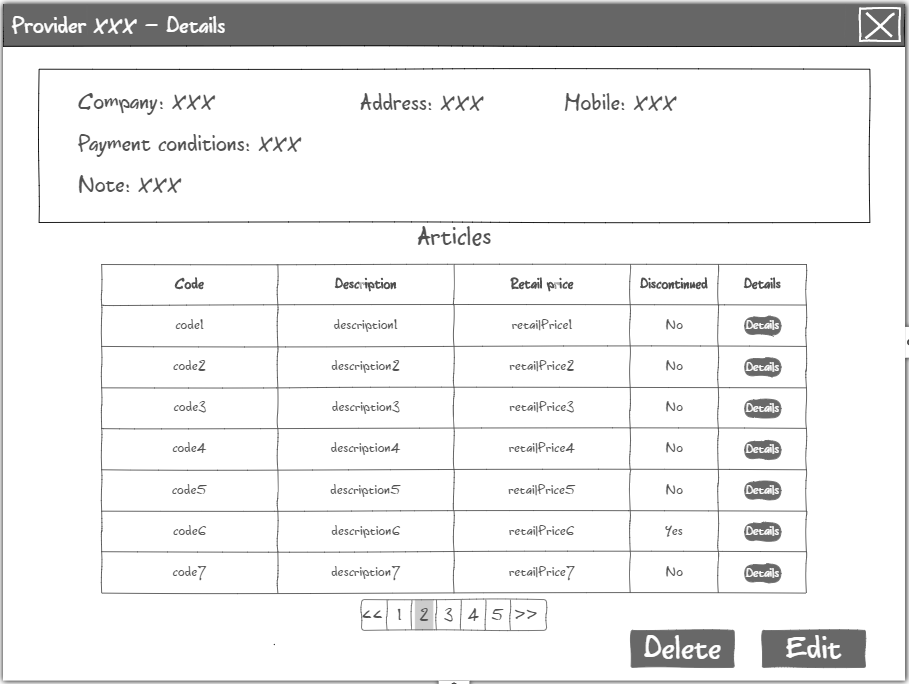 Provider XXX - Details
Company: XXX Address: XXX Mobile: XXX
Payment conditions: XXX
Note: XXX
Articles
Code Description Retail price Discontinued Details
code1 description1 retailPrice1 No Details
code2 description2 retailPrice2 No Details
code3 description3 retailPrice3 No Details
code4 description4 retailPrice4 No Details
code5 description5 retailPrice5 No Details
code6 description6 retailPrice6 Yes Details
code7 description7 retailPrice7 No Details
<< 1 2 3 4 5 >>
Delete Edit